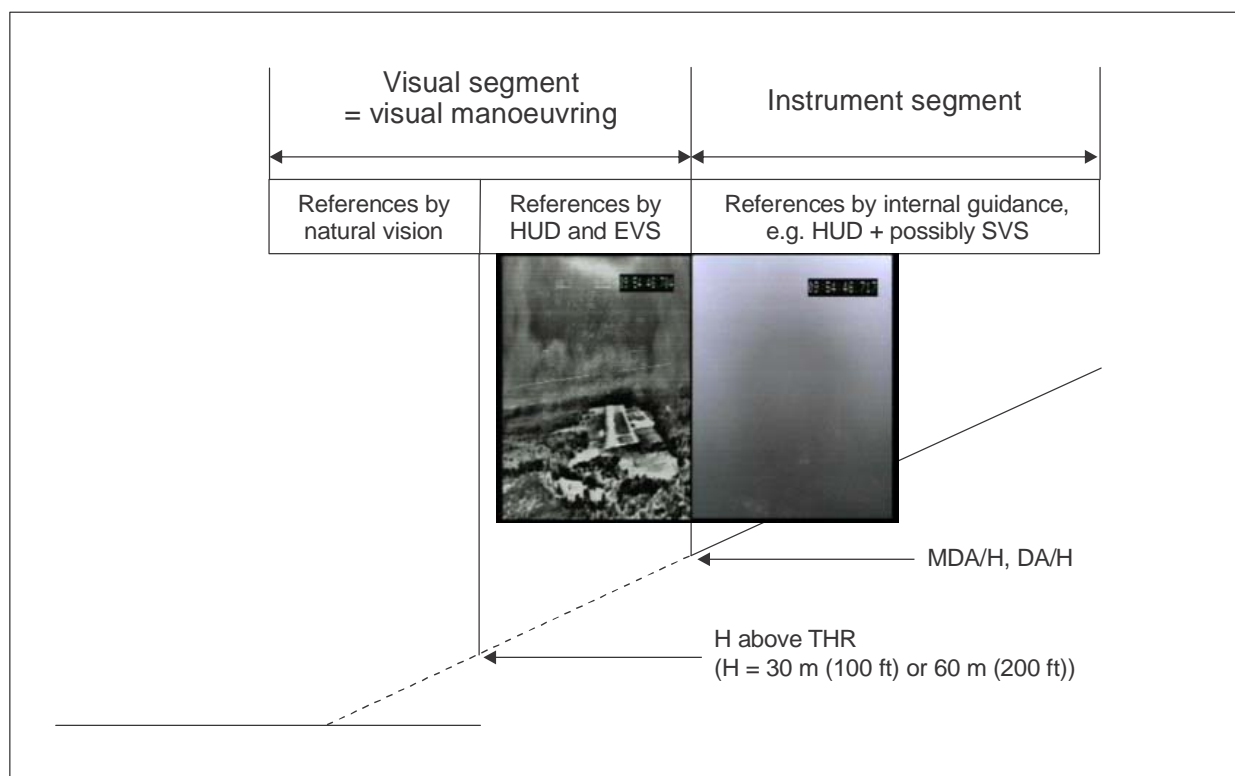 Visual segment
= visual manoeuvring
Instrument segment
References by
natural vision
References by
HUD and EVS
References by internal guidance,
e.g. HUD + possibly SVS
MDA/H, DA/H
H above THR
(H = 30 m (100 ft) or 60 m (200 ft))